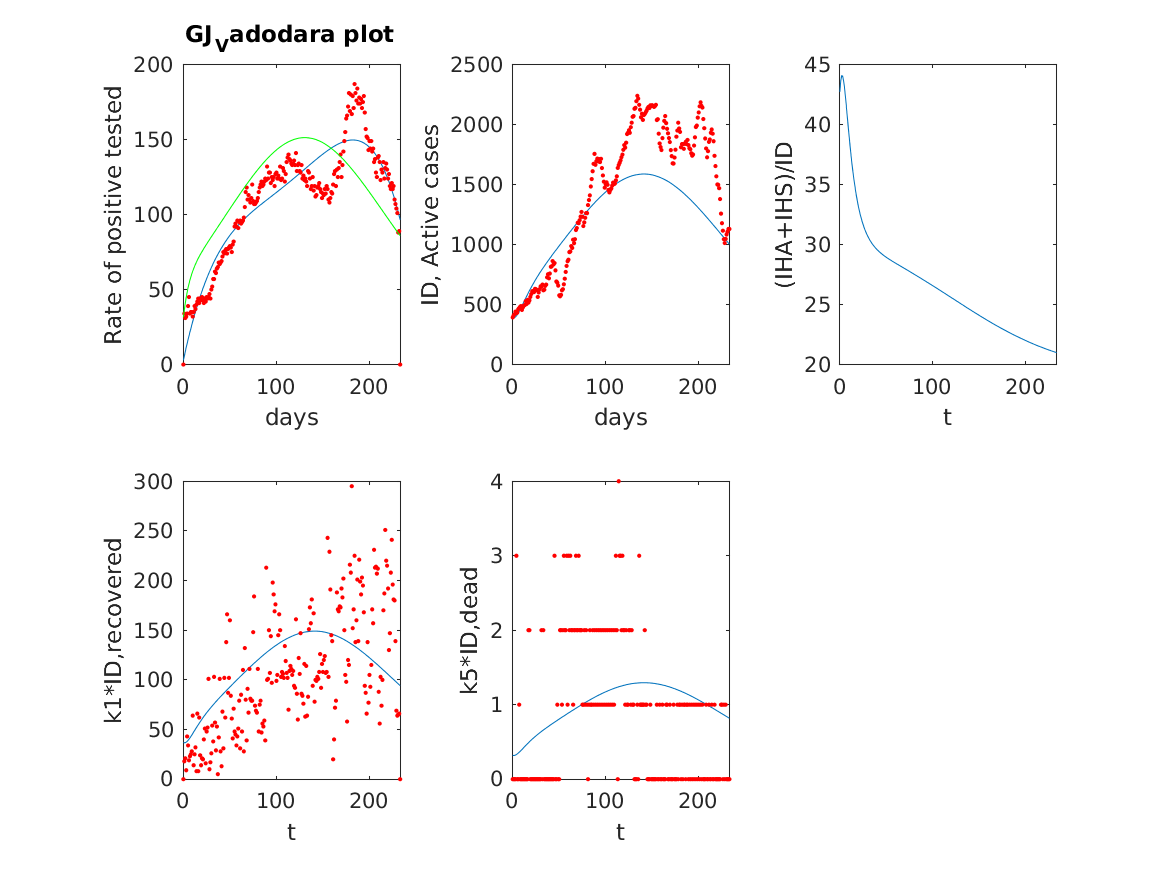 GJVadodara plot
Rate of positive tested
200
150
100
50
0
0 100 200
days
ID, Active cases
2500
2000
1500
1000
500
0
0 100 200
days
(IHA+IHS)/ID
45
40
35
30
25
20
0 100 200
t
k1*ID,recovered
300
250
200
150
100
50
0
0 100 200
t
k5*ID,dead
4
3
2
1
0
0 100 200
t